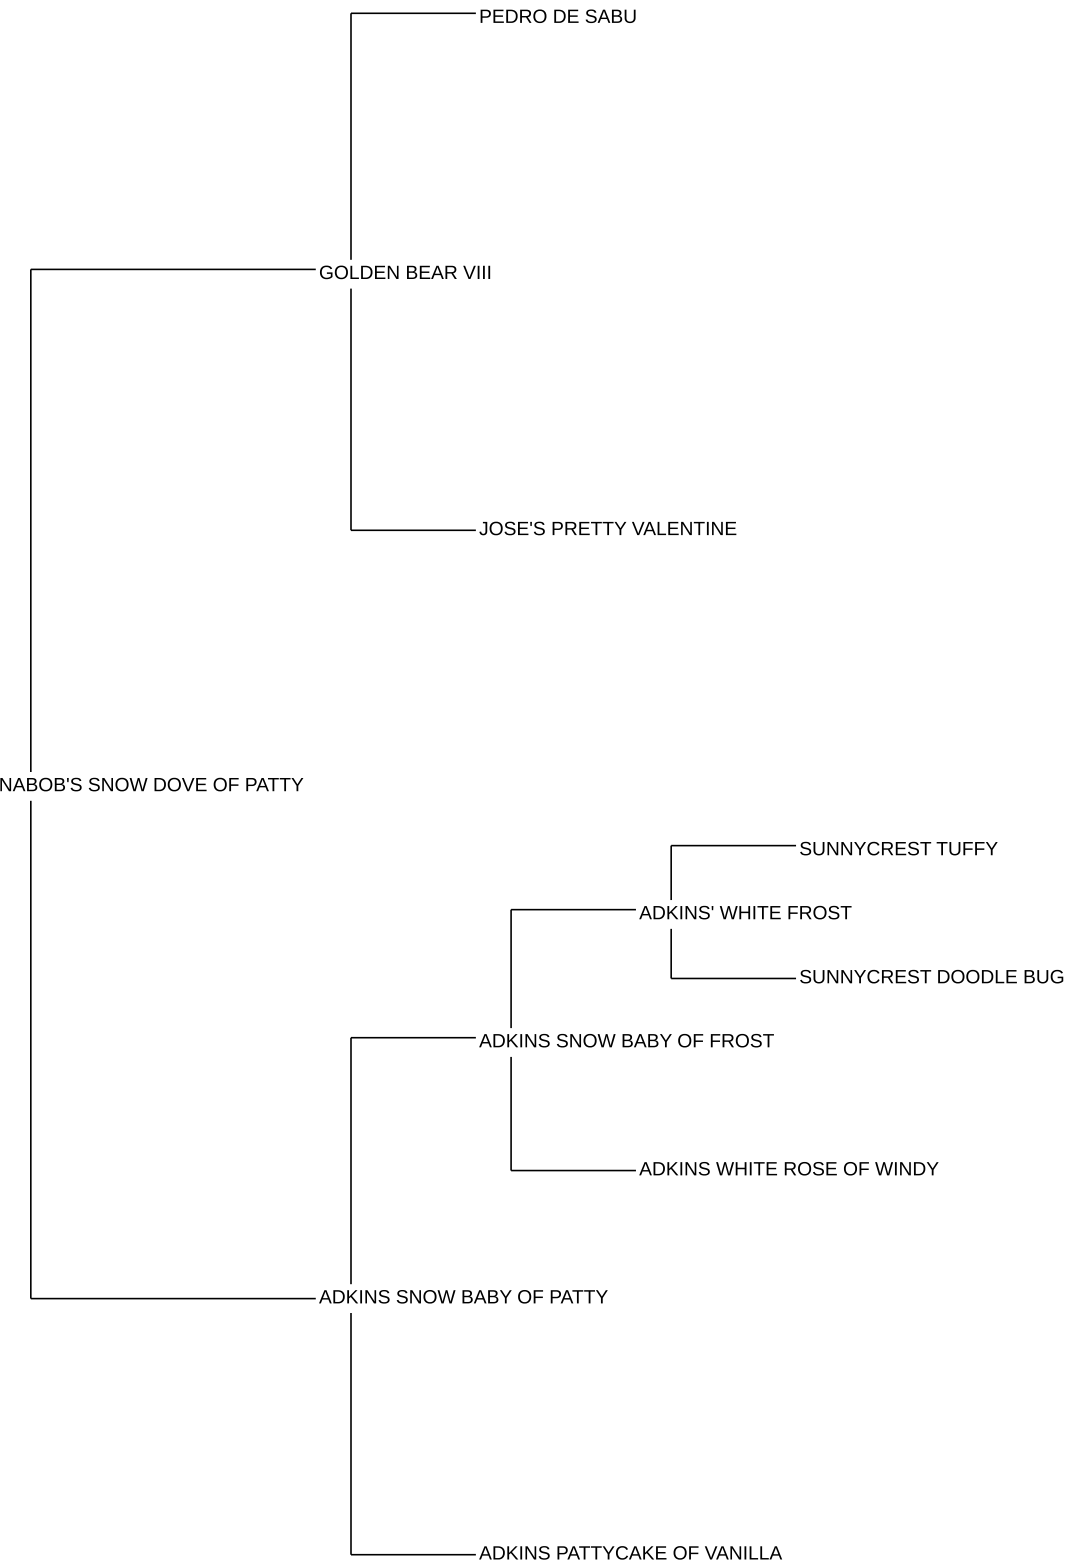 PEDRO DE SABU
GOLDEN BEAR VIII
JOSE'S PRETTY VALENTINE
NABOB'S SNOW DOVE OF PATTY
SUNNYCREST TUFFY
ADKINS' WHITE FROST
SUNNYCREST DOODLE BUG
ADKINS SNOW BABY OF FROST
ADKINS WHITE ROSE OF WINDY
ADKINS SNOW BABY OF PATTY
ADKINS PATTYCAKE OF VANILLA